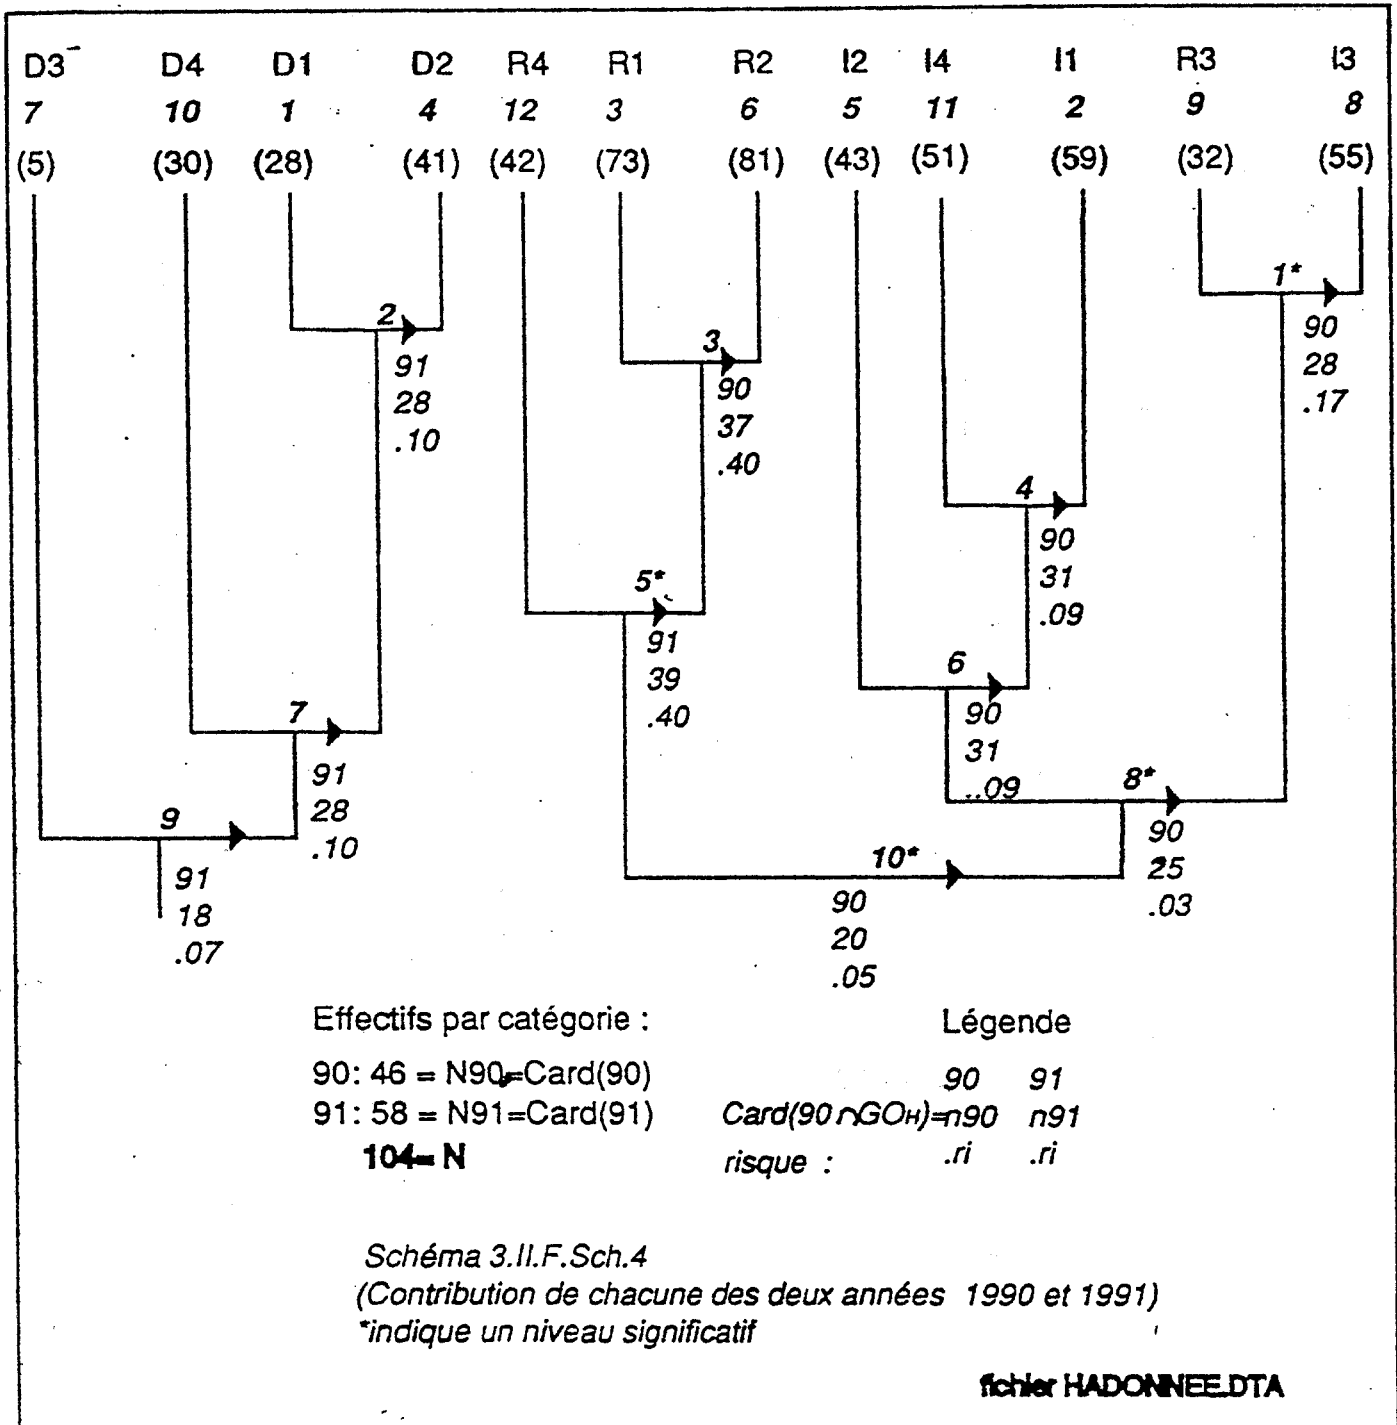 D3 D4 D1 D2 R4 R1 R2 I2 I4 I1 R3 I3
7 10 1 4 12 3 6 5 11 2 9 8
(5) (30) (28) (41) (42) (73) (81) (43) (51) (59) (32) (55)
1*
90
28
.17
2
91
28
.10
3
90
37
.40
4
90
31
.09
5*
91
39
.40
6
90
31
..09
7
91
28
.10
8*
90
25
.03
9
91
18
.07
10*
90
20
.05
Effectifs par catégorie :
90: 46 = N90=Card(90)
91: 58 = N91=Card(91)
104= N
Légende
90 91
Card(90∩GOH)=n90 n91
risque : .ri .ri
Schéma 3.II.F.Sch.4
(Contribution de chacune des deux années 1990 et 1991)
*indique un niveau significatif
fichier HADONNEE.DTA